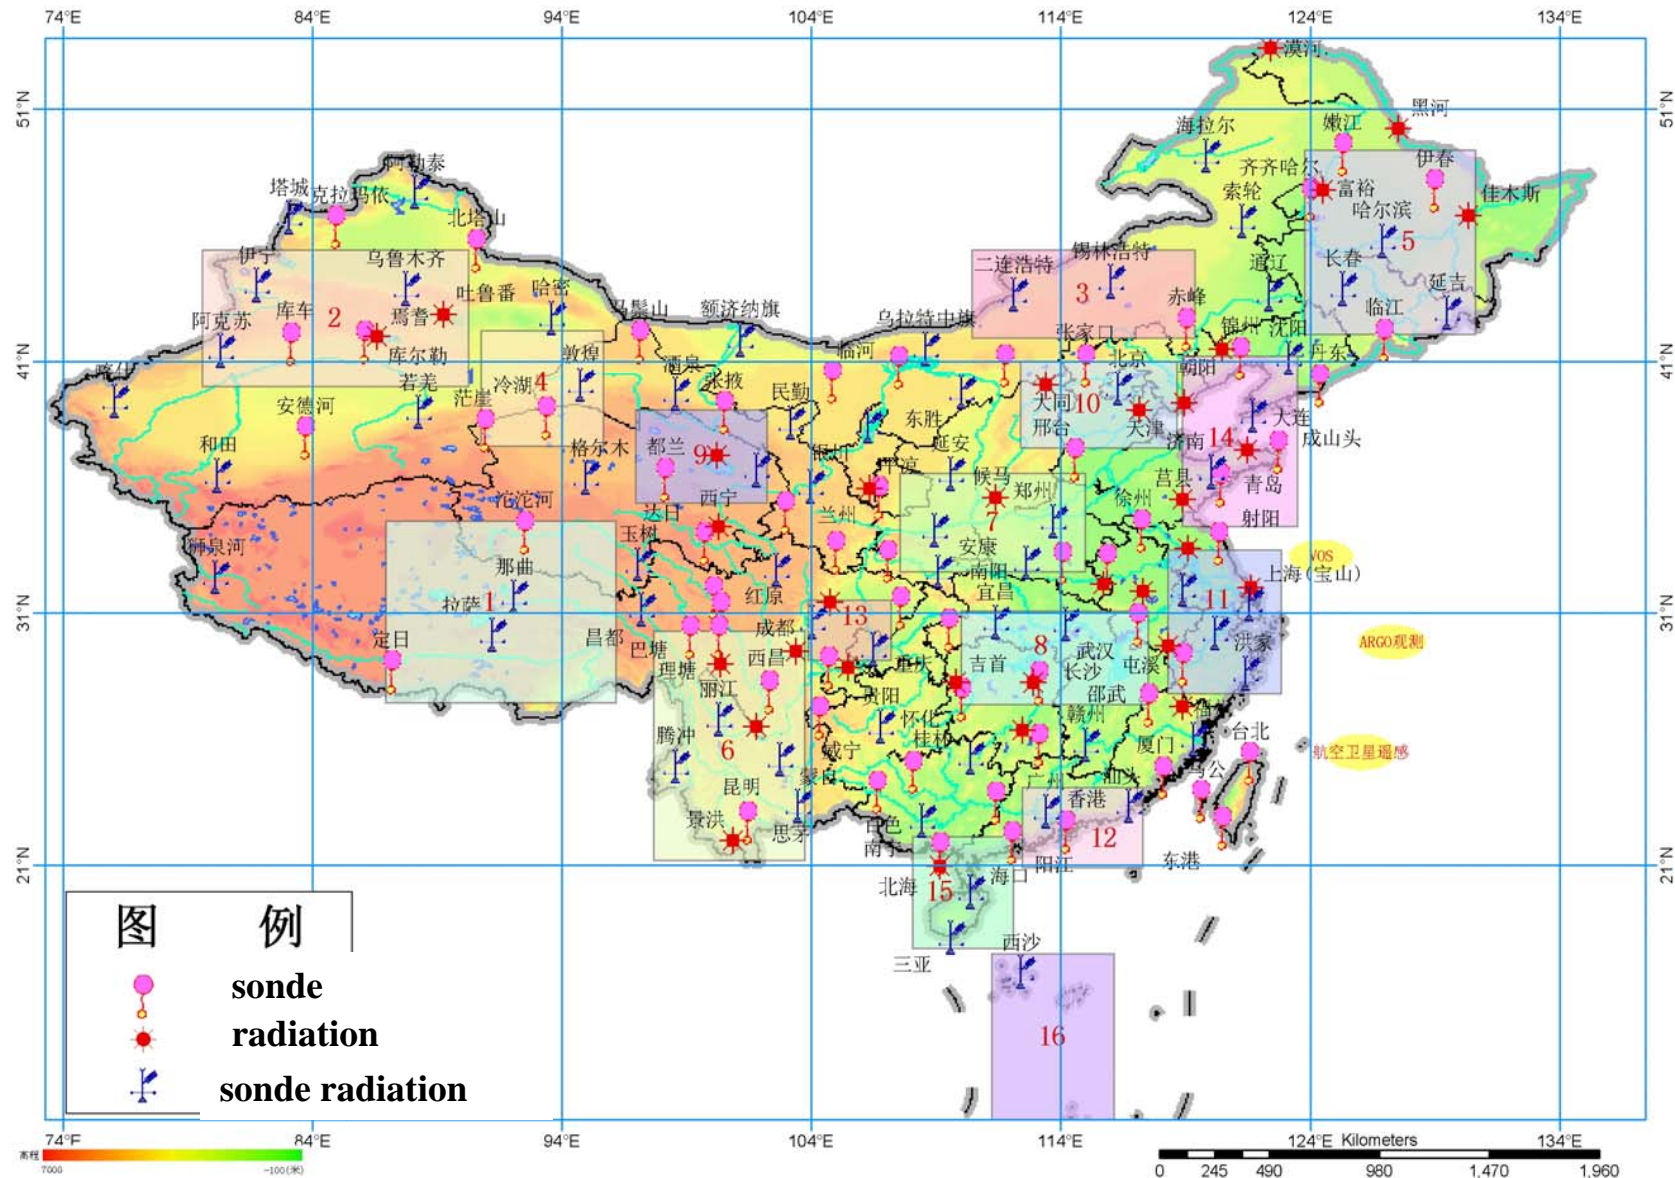 74°E 84°E 94°E 104°E 114°E 124°E 134°E
漠河
51°N 51°N
黑河
嫩江
海拉尔
阿勒泰
齐齐哈尔
伊春
塔城
克拉玛依
富裕
佳木斯
索轮
哈尔滨
北塔山
5
伊宁
乌鲁木齐
锡林浩特
二连浩特
通辽
长春
延吉
吐鲁番
哈密
3
赤峰
库车
2
焉耆
马鬃山
额济纳旗
临江
阿克苏
乌拉特中旗
张家口
锦州
沈阳
库尔勒
敦煌
临河
北京
朝阳
丹东
41°N 41°N
酒泉
喀什
若羌
冷湖
4
张掖
民勤
茫崖
大同
10
安德河
东胜
邢台
天津
大连
成山头
和田
格尔木
都兰
9
银川
延安
济南
14
平凉
候马
郑州
莒县
青岛
沱沱河
西宁
徐州
射阳
达日
兰州
7
玉树
狮泉河
安康
VOS
那曲
南阳
上海(宝山)
拉萨
1
红原
宜昌
11
31°N 31°N
昌都
成都
13
定日
巴塘
8
武汉
洪家
ARGO观测
理塘
西昌
重庆
吉首
长沙
屯溪
丽江
贵阳
邵武
怀化
赣州
腾冲
6
威宁
桂林
厦门
台北
航空卫星遥感
昆明
蒙自
广州
汕头
马公
香港
景洪
思茅
百色
12
南宁
阳江
东港
21°N 21°N
北海
15
海口
三亚
西沙
16
图 例
sonde
radiation
sonde radiation
74°E 84°E 94°E 104°E 114°E 124°E 134°E
Kilometers
高程
7000 -100(米)
0 245 490 980 1,470 1,960